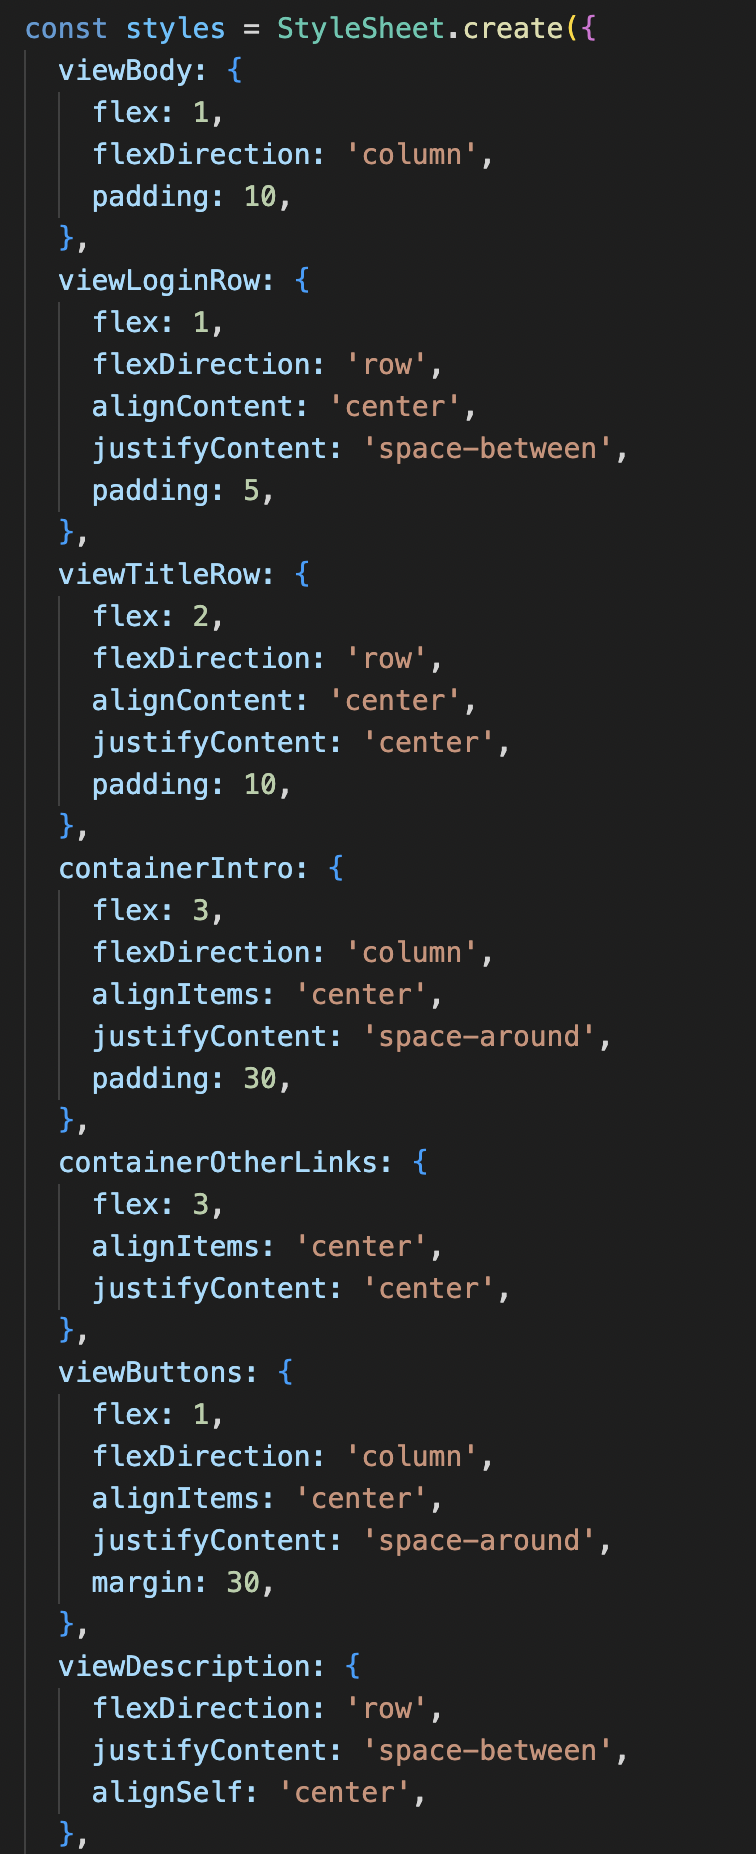 const styles = StyleSheet.create({
  viewBody: {
    flex: 1,
    flexDirection: 'column',
    padding: 10,
  },
  viewLoginRow: {
    flex: 1,
    flexDirection: 'row',
    alignContent: 'center',
    justifyContent: 'space-between',
    padding: 5,
  },
  viewTitleRow: {
    flex: 2,
    flexDirection: 'row',
    alignContent: 'center',
    justifyContent: 'center',
    padding: 10,
  },
  containerIntro: {
    flex: 3,
    flexDirection: 'column',
    alignItems: 'center',
    justifyContent: 'space-around',
    padding: 30,
  },
  containerOtherLinks: {
    flex: 3,
    alignItems: 'center',
    justifyContent: 'center',
  },
  viewButtons: {
    flex: 1,
    flexDirection: 'column',
    alignItems: 'center',
    justifyContent: 'space-around',
    margin: 30,
  },
  viewDescription: {
    flexDirection: 'row',
    justifyContent: 'space-between',
    alignSelf: 'center',
  },